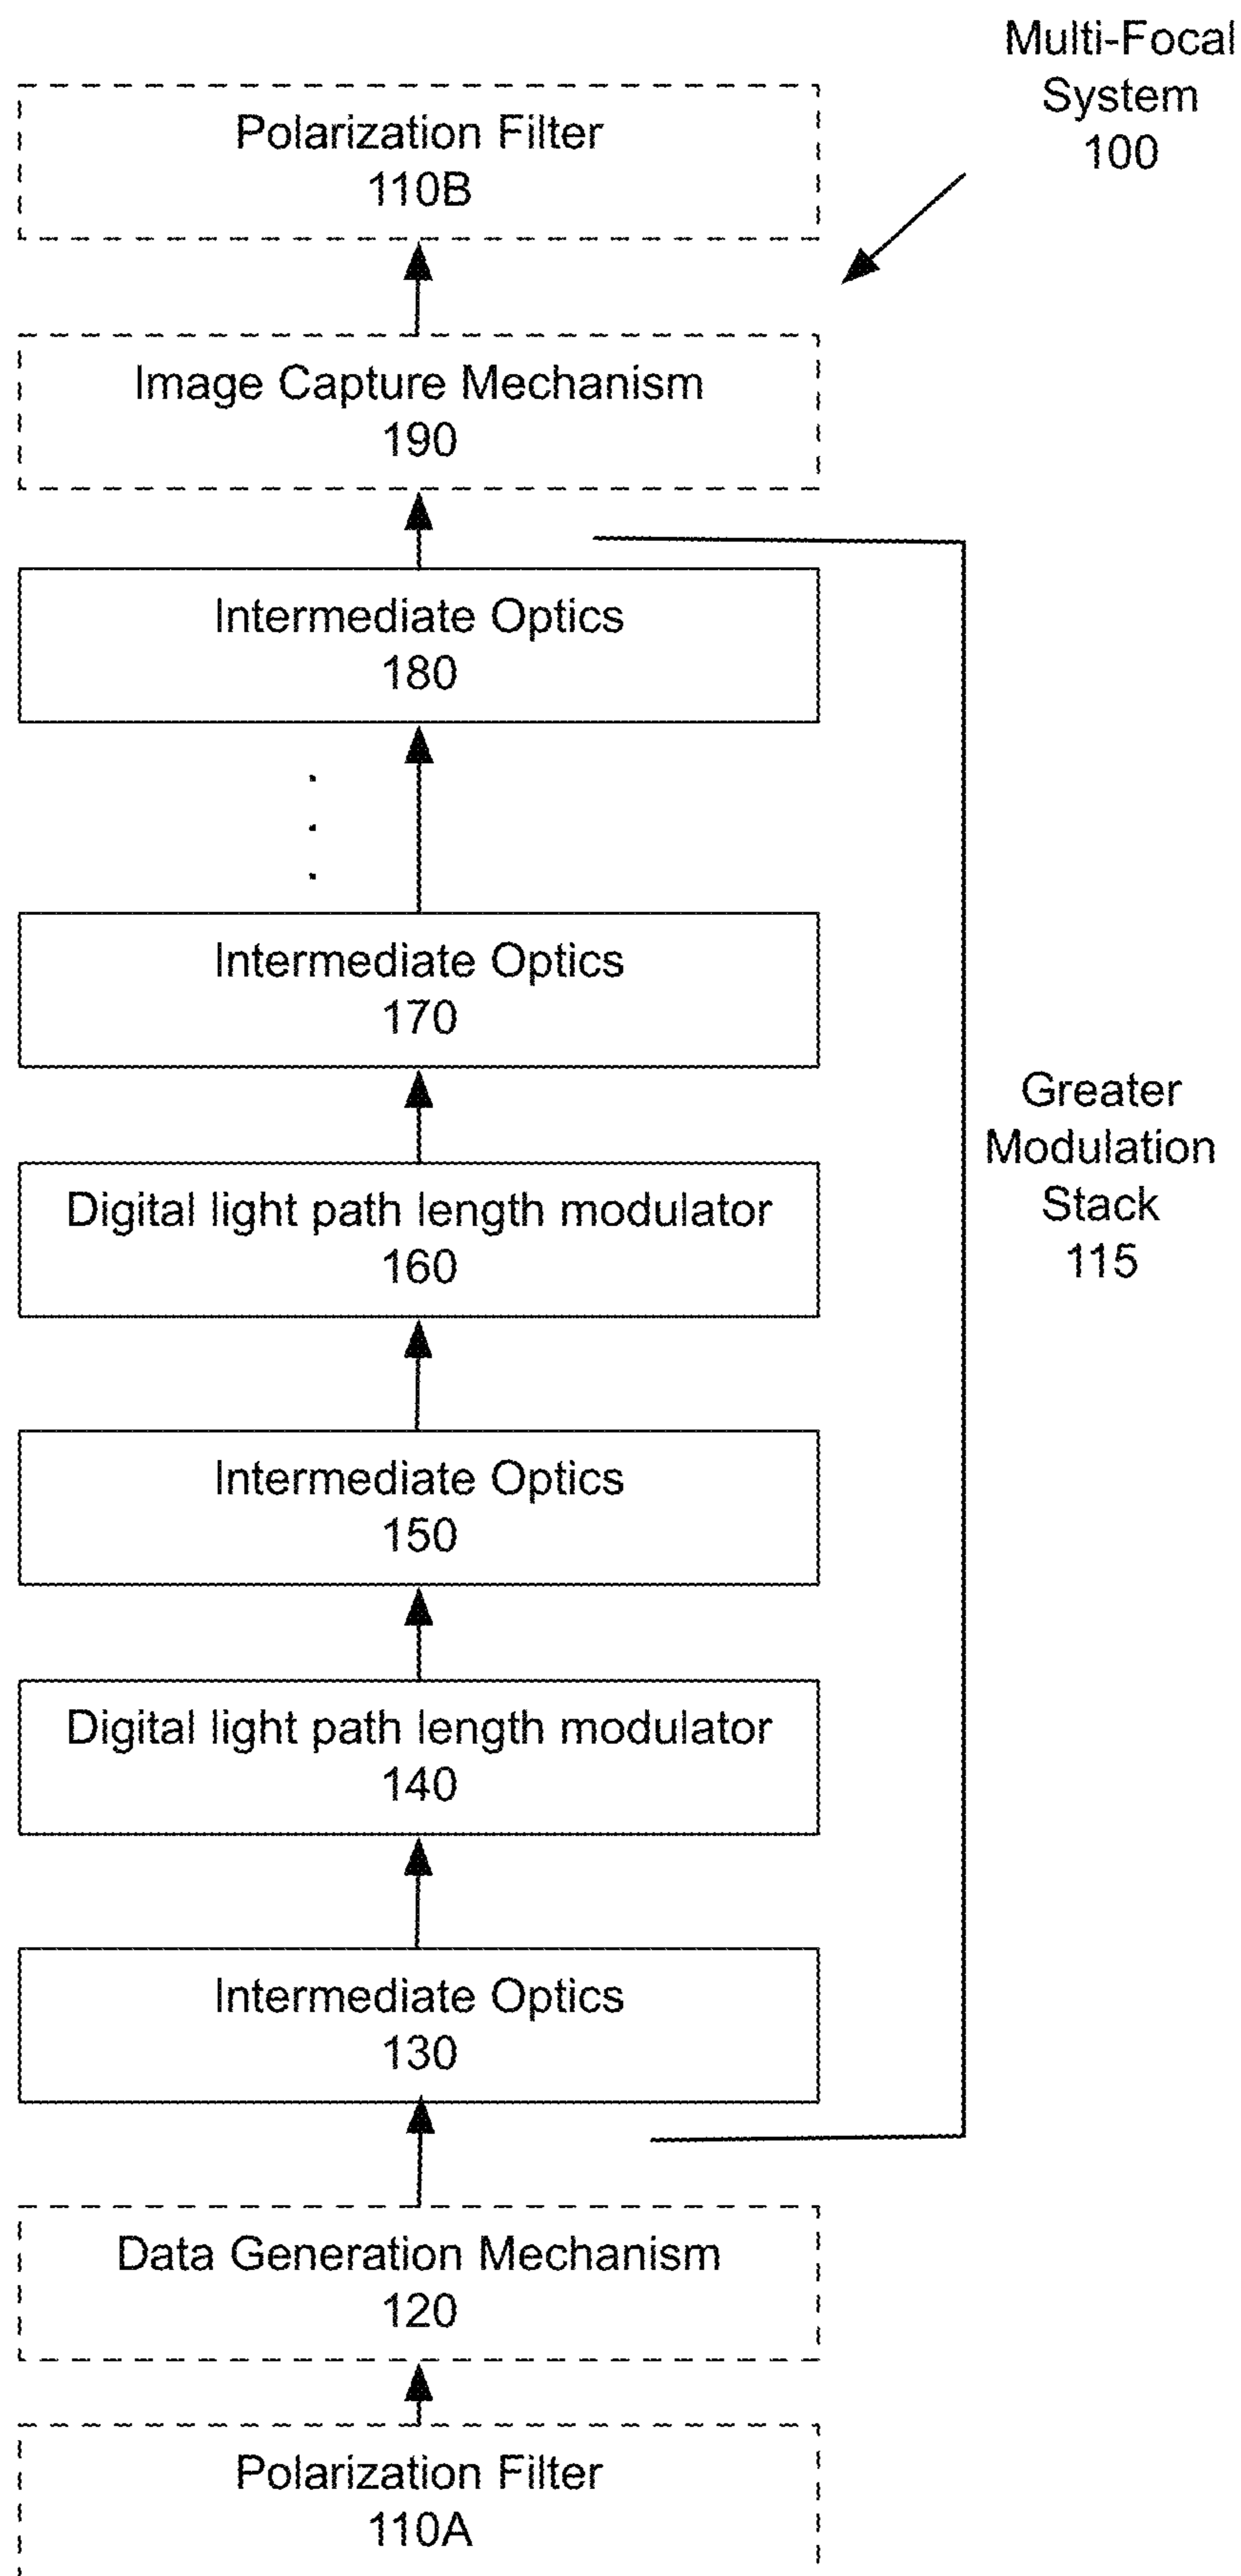 Multi-Focal
System
100
Polarization Filter
110B
Image Capture Mechanism
190
Intermediate Optics
180
Intermediate Optics
170
Digital light path length modulator
160
Greater
Modulation
Stack
115
Intermediate Optics
150
Digital light path length modulator
140
Intermediate Optics
130
Data Generation Mechanism
120
Polarization Filter
110A